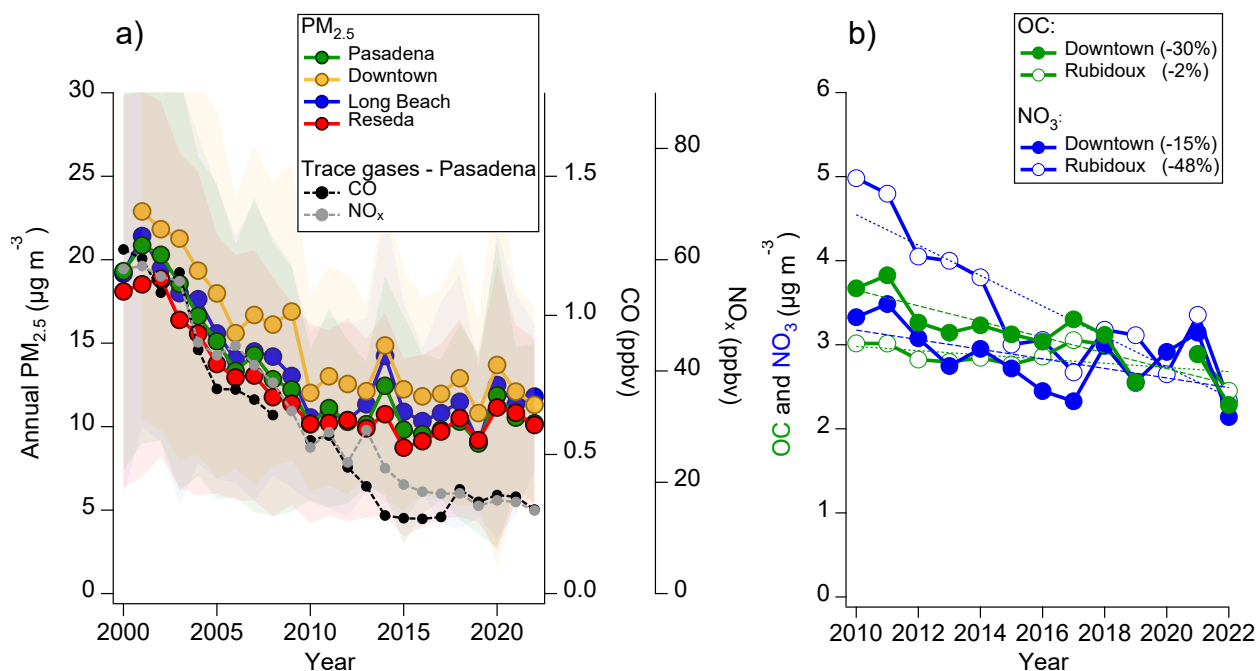 a)
PM2.5
Pasadena
Downtown
Long Beach
Reseda
Trace gases - Pasadena
CO
NOx
Annual PM2.5 (µg m-3)
30
25
20
15
10
5
0
2000
2005
2010
2015
2020
Year
1.5
1.0
0.5
0.0
CO (ppbv)
80
60
40
20
0
NOx (ppbv)
b)
OC:
Downtown (-30%)
Rubidoux (-2%)
NO3:
Downtown (-15%)
Rubidoux (-48%)
OC and NO3 (µg m-3)
6
5
4
3
2
1
0
2010
2012
2014
2016
2018
2020
2022
Year